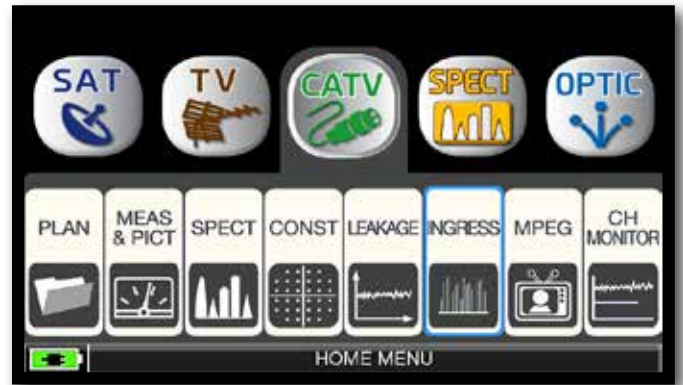 SAT
TV
CATV
SPECT
OPTIC
PLAN
MEAS
& PICT
SPECT
CONST
LEAKAGE
INGRESS
MPEG
CH
MONITOR
HOME MENU